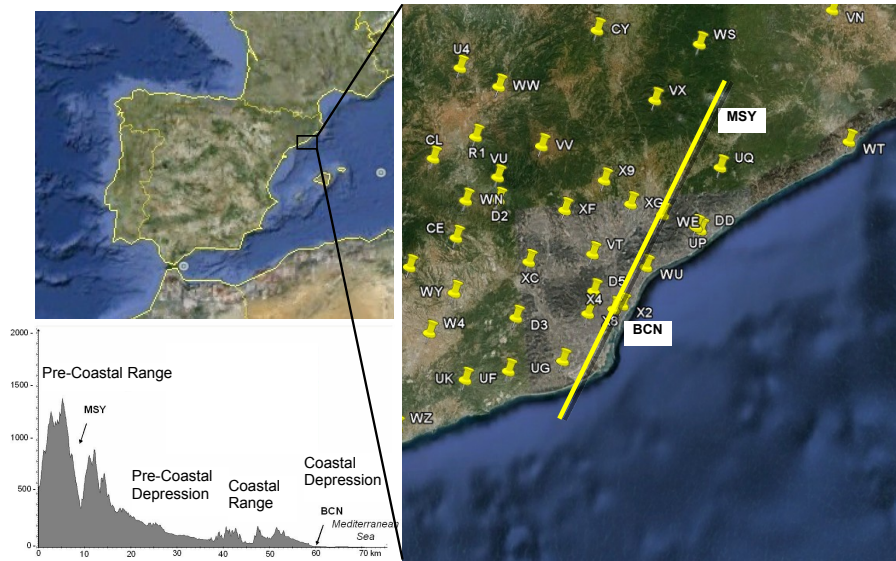 VN
CY
WS
U4
WW
VX
MSY
CL
R1
VU
VV
WT
UQ
X9
WN
D2
XF
XG
WE
DD
UP
CE
VT
XC
WU
WY
D5
X4
X2
X8
W4
D3
BCN
UG
UK
UF
WZ
2000
1500
1000
500
0
Pre-Coastal Range
MSY
Pre-Coastal
Depression
Coastal
Range
Coastal
Depression
BCN
Mediterranean
Sea
0
10
20
30
40
50
60
70 km